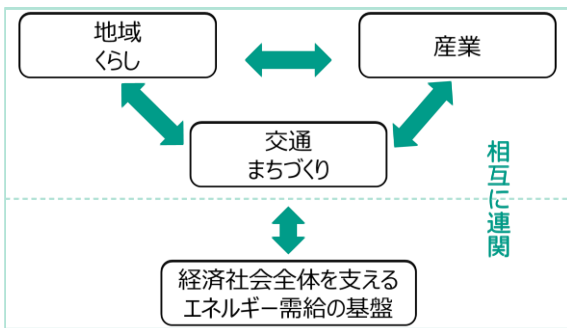 地域
くらし
産業
交通
まちづくり
相互に連関
経済社会全体を支える
エネルギー需給の基盤